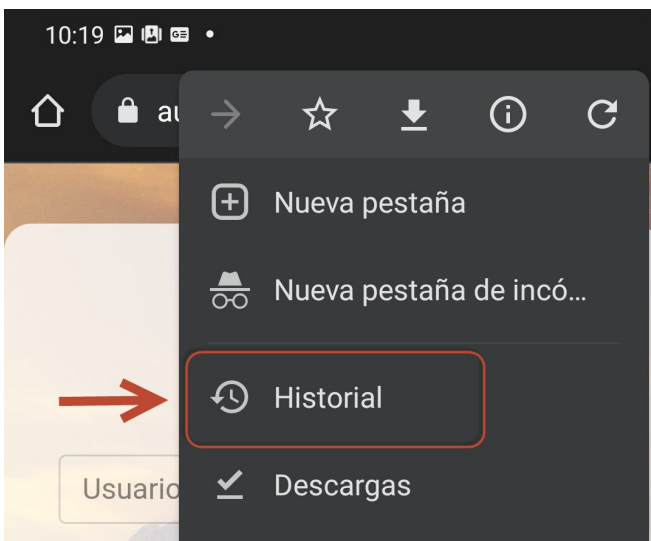 10:19
au
Nueva pestaña
Nueva pestaña de incó...
Historial
Usuario
Descargas